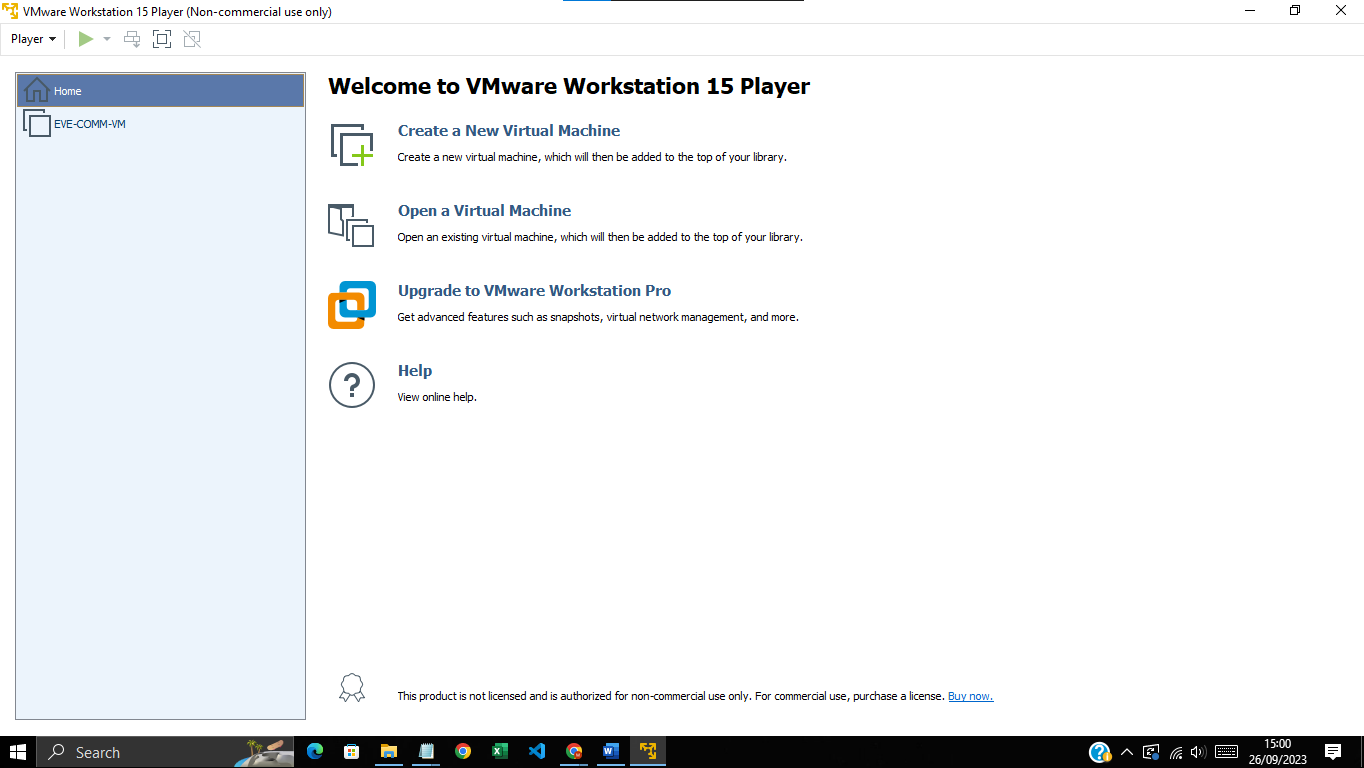 VMware Workstation 15 Player (Non-commercial use only)
Player
Home
EVE-COMM-VM
Welcome to VMware Workstation 15 Player
Create a New Virtual Machine
Create a new virtual machine, which will then be added to the top of your library.
Open a Virtual Machine
Open an existing virtual machine, which will then be added to the top of your library.
Upgrade to VMware Workstation Pro
Get advanced features such as snapshots, virtual network management, and more.
?
Help
View online help.
This product is not licensed and is authorized for non-commercial use only. For commercial use, purchase a license. Buy now.
Search
15:00
26/09/2023